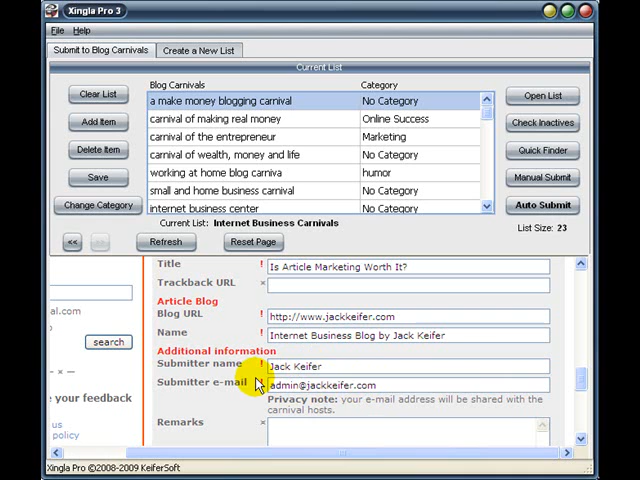 Xingla Pro 3
File Help
Submit to Blog Carnivals Create a New List
Current List
Blog Carnivals Category
Clear List
Add Item
Delete Item
Save
Change Category
a make money blogging carnival No Category
carnival of making real money Online Success
carnival of the entrepreneur Marketing
carnival of wealth, money and life No Category
working at home blog carniva humor
small and home business carnival No Category
internet business center No Category
Open List
Check Inactives
Quick Finder
Manual Submit
Auto Submit
Current List: Internet Business Carnivals
List Size: 23
<< >> Refresh Reset Page
Title ! Is Article Marketing Worth It?
Trackback URL ×
Article Blog
Blog URL ! http://www.jackkeifer.com
Name ! Internet Business Blog by Jack Keifer
Additional information
Submitter name ! Jack Keifer
Submitter e-mail admin@jackkeifer.com
Privacy note: your e-mail address will be shared with the
carnival hosts.
Remarks ×
al.com
search
— × —
e your feedback
us
policy
Xingla Pro ©2008-2009 KeiferSoft